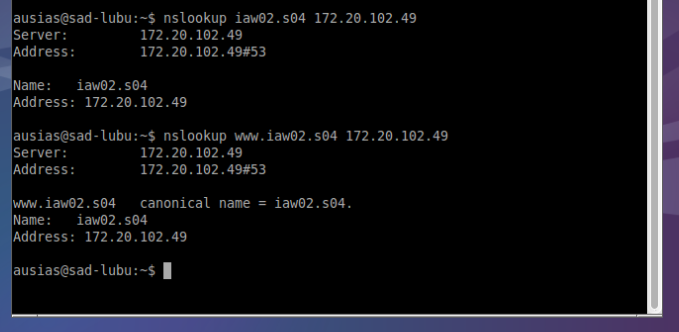 ausias@sad-lubu:~$ nslookup iaw02.s04 172.20.102.49
Server:         172.20.102.49
Address:        172.20.102.49#53
Name:   iaw02.s04
Address: 172.20.102.49
ausias@sad-lubu:~$ nslookup www.iaw02.s04 172.20.102.49
Server:         172.20.102.49
Address:        172.20.102.49#53
www.iaw02.s04   canonical name = iaw02.s04.
Name:   iaw02.s04
Address: 172.20.102.49
ausias@sad-lubu:~$